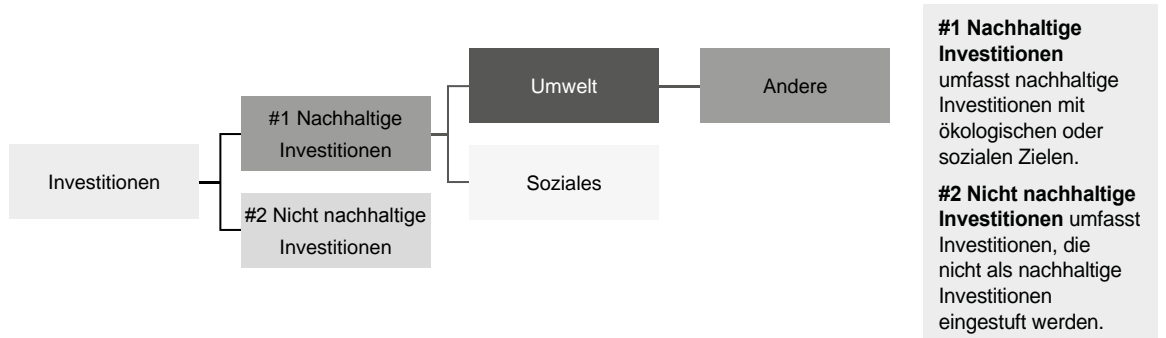 Investitionen
#1 Nachhaltige
Investitionen
#2 Nicht nachhaltige
Investitionen
Umwelt
Soziales
Andere
#1 Nachhaltige
Investitionen
umfasst nachhaltige
Investitionen mit
ökologischen oder
sozialen Zielen.
#2 Nicht nachhaltige
Investitionen umfasst
Investitionen, die
nicht als nachhaltige
Investitionen
eingestuft werden.